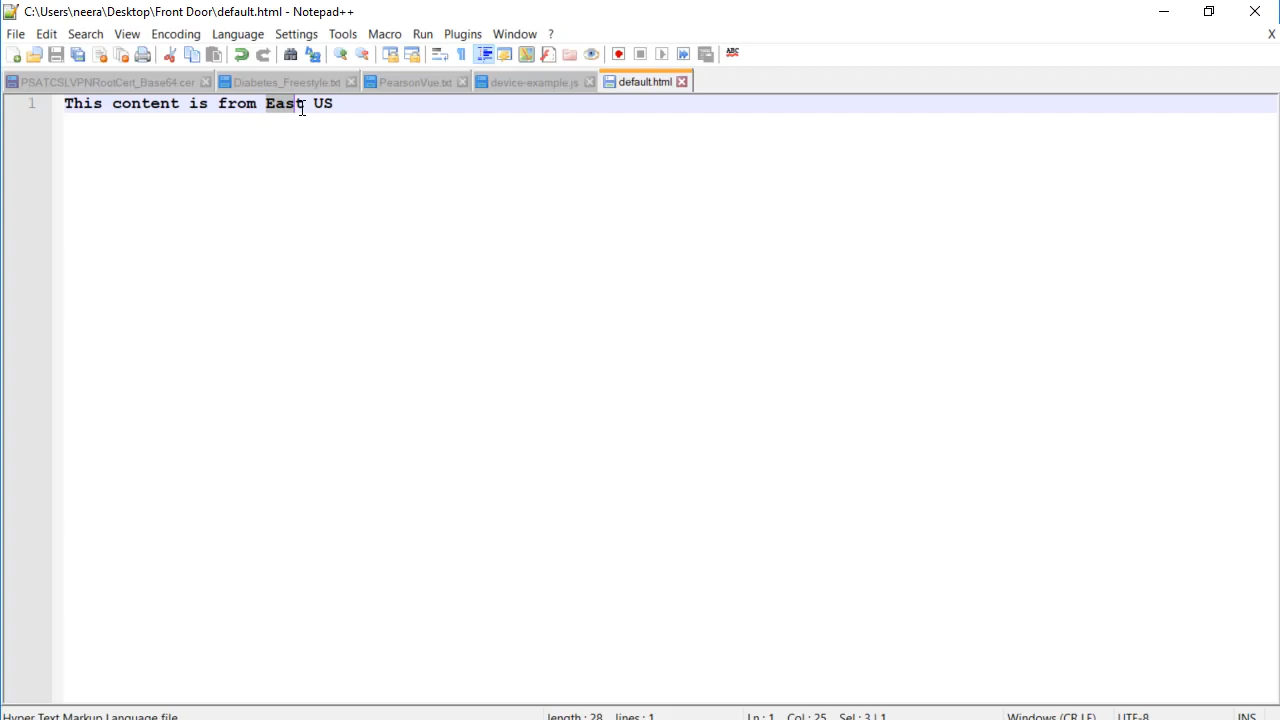 C:\Users\neera\Desktop\Front Door\default.html - Notepad++
File Edit Search View Encoding Language Settings Tools Macro Run Plugins Window ? X
ABC
PSATCSLVPNRootCert_Base64.cer Diabetes_Freestyle.txt PearsonVue.txt device-example.js default.html
1 This content is from East US
Hyper Text Markup Language file length : 28 lines : 1 Ln : 1 Col : 25 Sel : 3 | 1 Windows (CR LF) UTF-8 INS